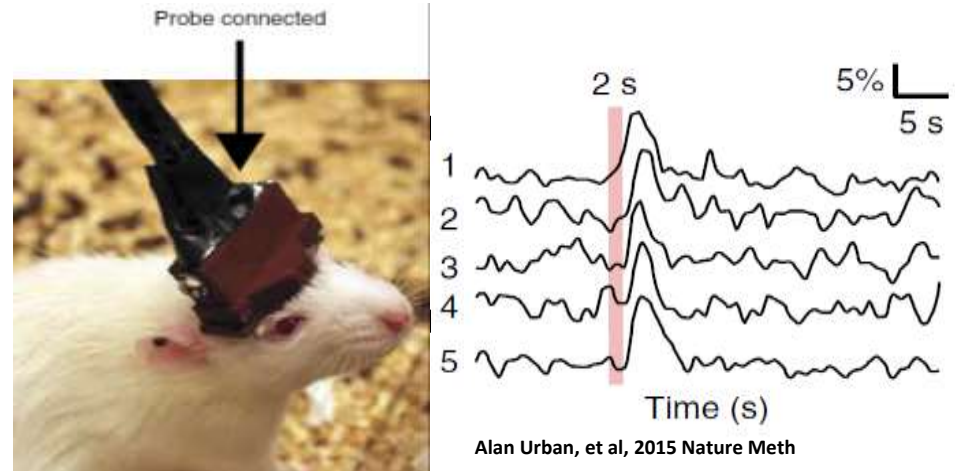 Probe connected
2 s
5%
5 s
1
2
3
4
5
Time (s)
Alan Urban, et al, 2015 Nature Meth